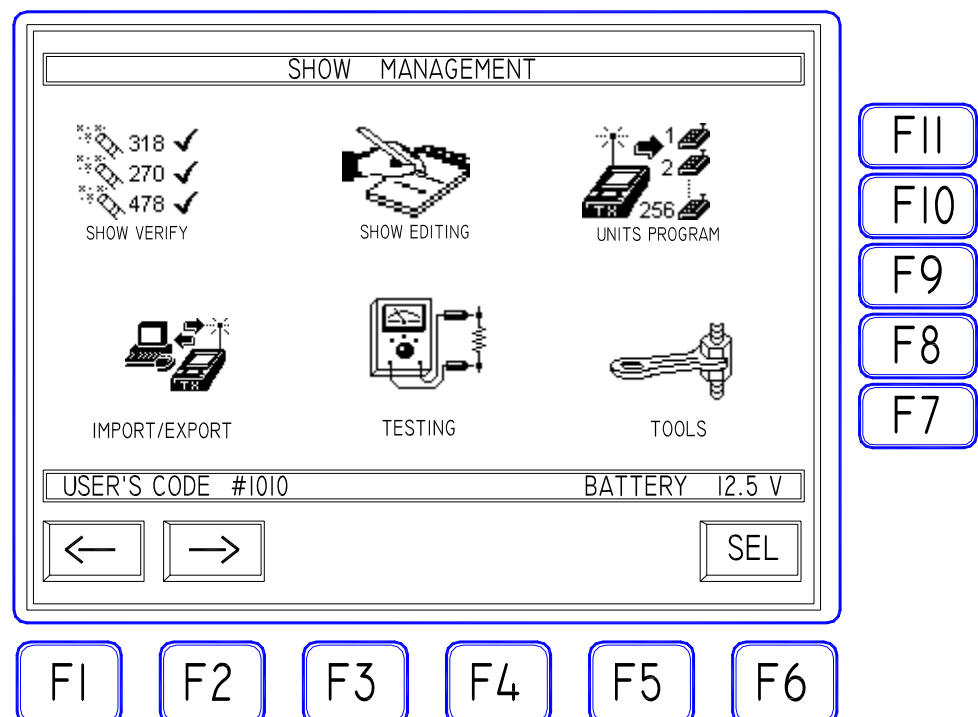 SHOW MANAGEMENT
318
270
478
SHOW VERIFY
SHOW EDITING
1
2
256
TX
UNITS PROGRAM
TX
IMPORT/EXPORT
TESTING
TOOLS
USER'S CODE #1010
BATTERY 12.5 V
SEL
F11
F10
F9
F8
F7
F1
F2
F3
F4
F5
F6